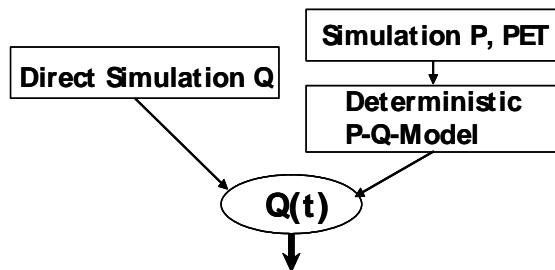 Simulation P, PET
Direct Simulation Q
Deterministic
P-Q-Model
Q(t)